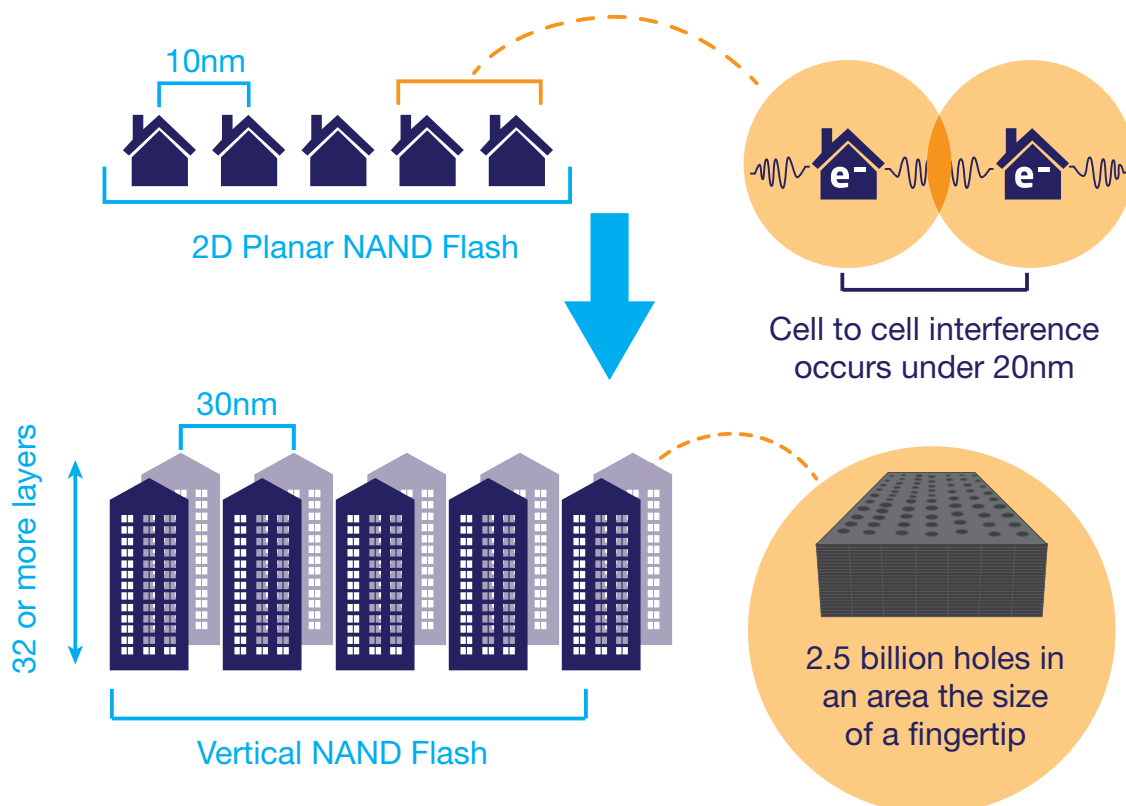 10nm
2D Planar NAND Flash
e-
e-
Cell to cell interference
occurs under 20nm
30nm
32 or more layers
Vertical NAND Flash
2.5 billion holes in
an area the size
of a fingertip